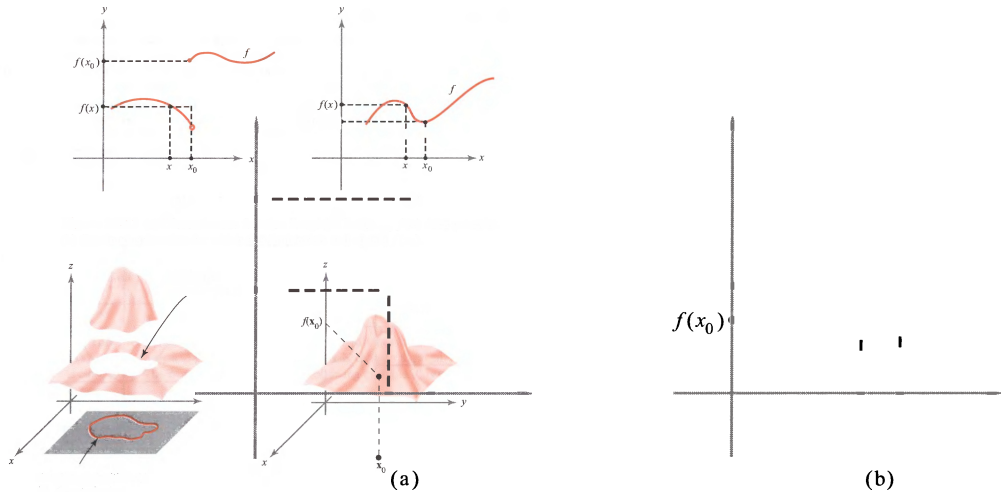 y
f(x₀)
f
f(x)
x
x₀
x
y
f
f(x)
x
x₀
x
z
x
z
f(𝐱₀)
y
x
𝐱₀
(a)
f(x₀)
(b)